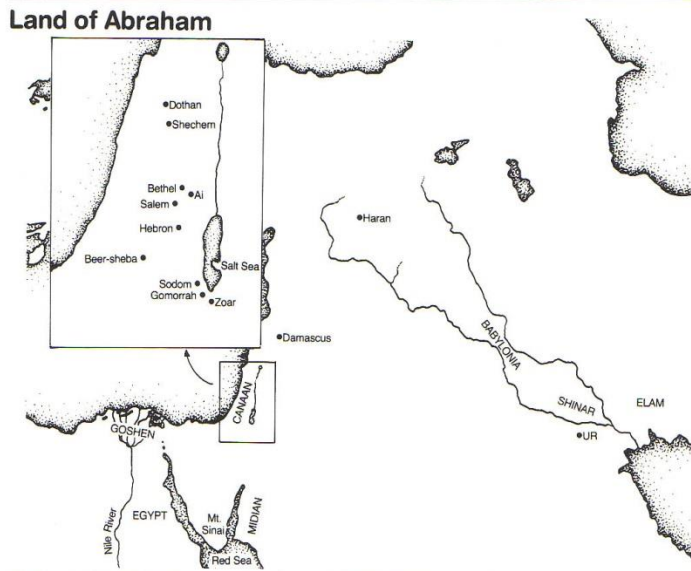 Land of Abraham
Dothan
Shechem
Bethel
Ai
Salem
Hebron
Beer-sheba
Salt Sea
Sodom
Gomorrah
Zoar
Haran
Damascus
CANAAN
BABYLONIA
SHINAR
ELAM
UR
GOSHEN
EGYPT
Nile River
Mt.
Sinai
MIDIAN
Red Sea